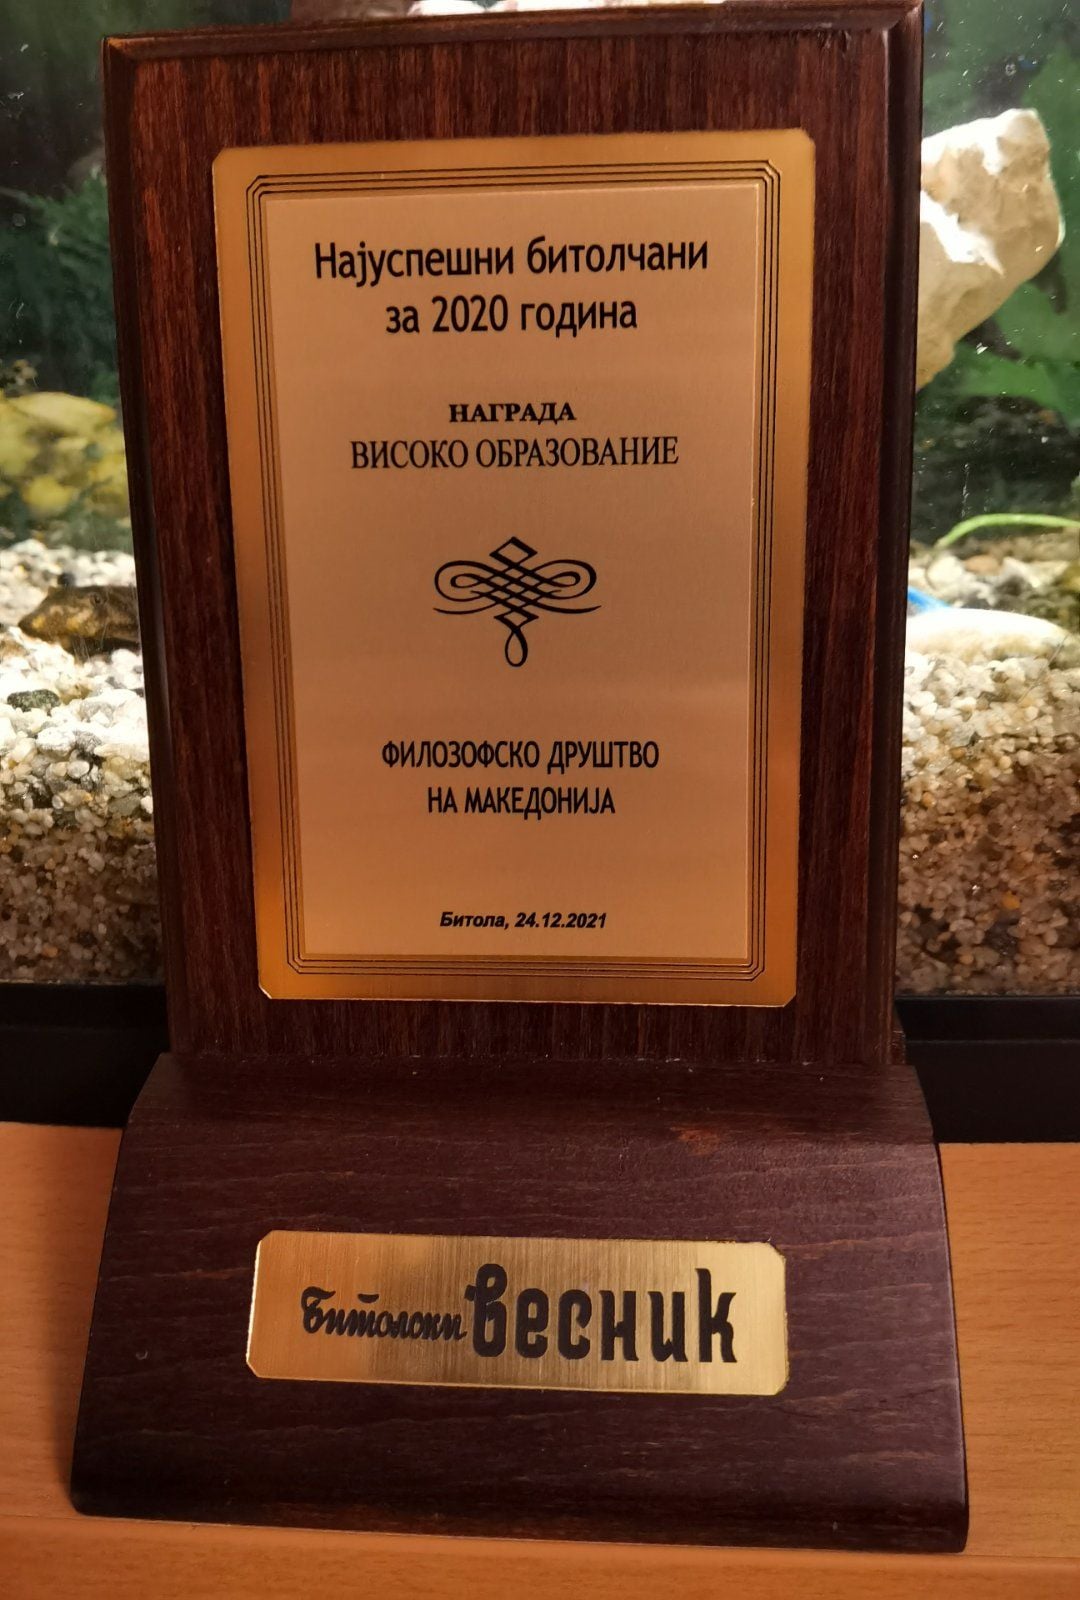 Најуспешни битолчани
за 2020 година
НАГРАДА
ВИСОКО ОБРАЗОВАНИЕ
ФИЛОЗОФСКО ДРУШТВО
НА МАКЕДОНИЈА
Битола, 24.12.2021
Битолски весник